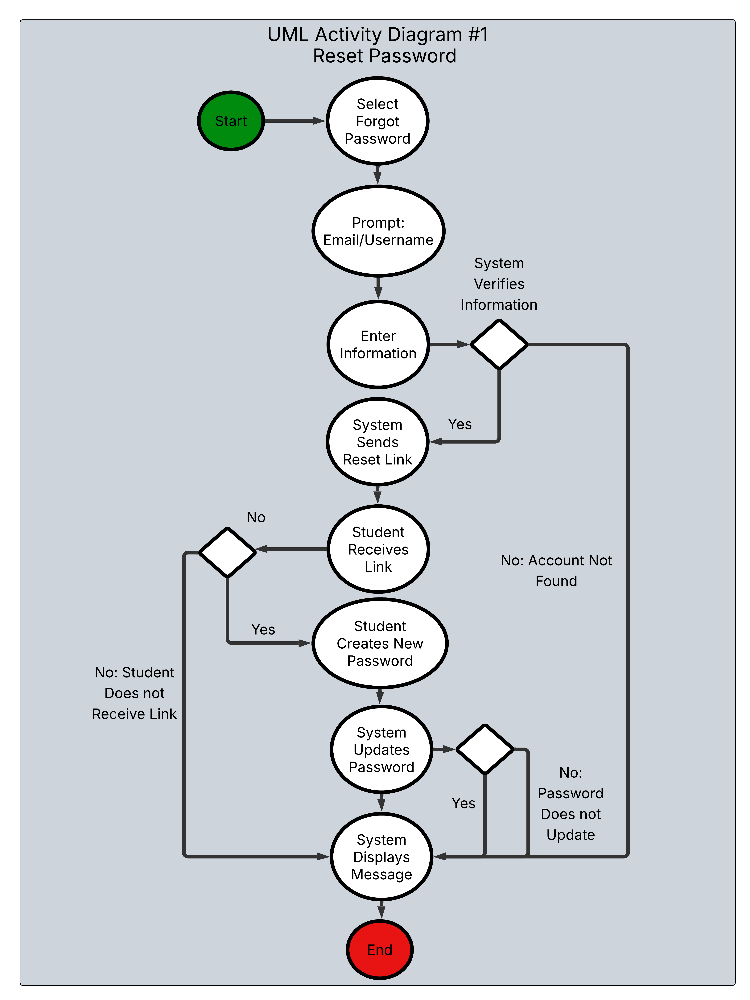 UML Activity Diagram #1
Reset Password
Start
Select
Forgot
Password
Prompt:
Email/Username
System
Verifies
Information
Enter
Information
Yes
System
Sends
Reset Link
No
Student
Receives
Link
No: Account Not
Found
Yes
Student
Creates New
Password
No: Student
Does not
Receive Link
System
Updates
Password
Yes
No:
Password
Does not
Update
System
Displays
Message
End